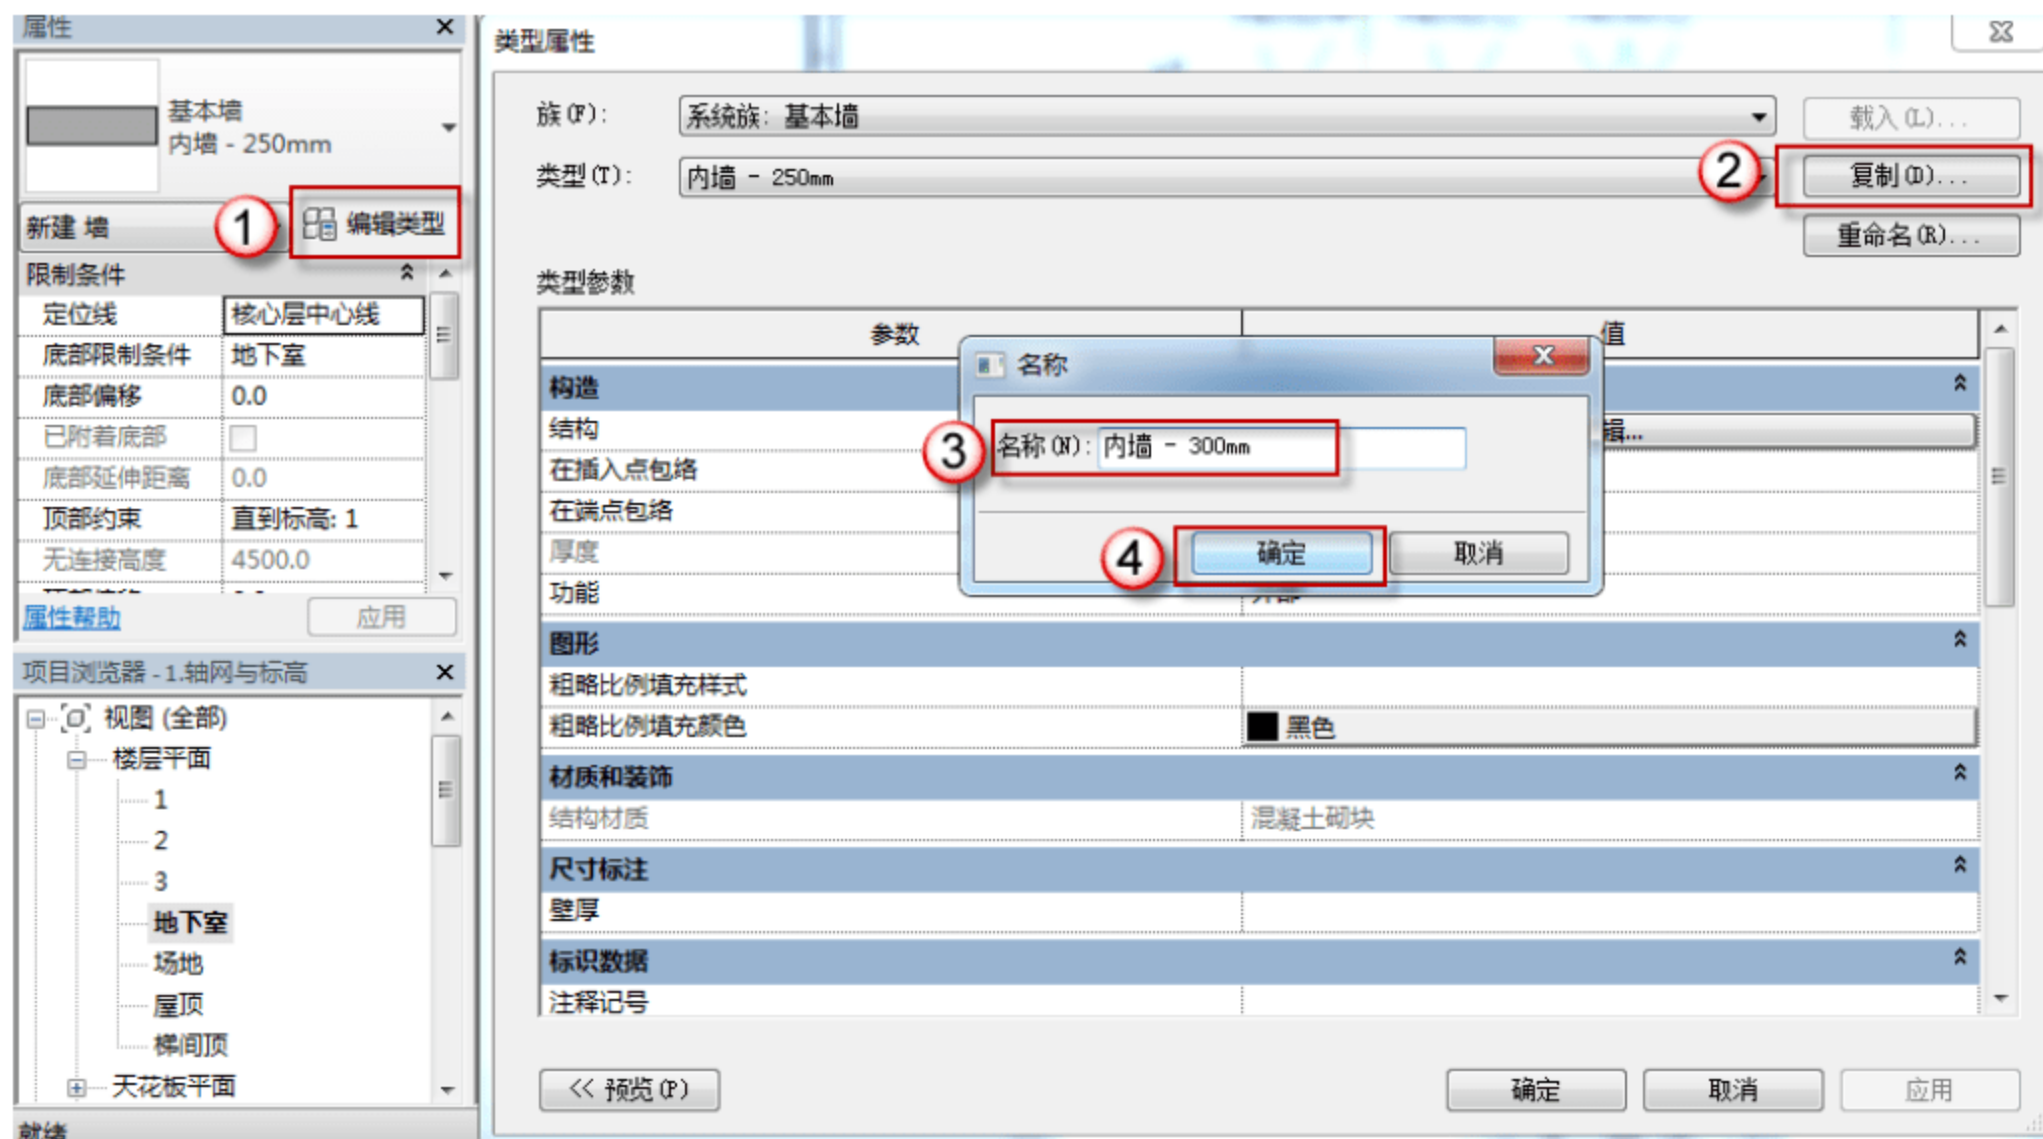 属性
基本墙
内墙 - 250mm
新建 墙
1
编辑类型
限制条件
定位线 核心层中心线
底部限制条件 地下室
底部偏移 0.0
已附着底部
底部延伸距离 0.0
顶部约束 直到标高: 1
无连接高度 4500.0
属性帮助 应用
项目浏览器 - 1.轴网与标高
视图 (全部)
楼层平面
1
2
3
地下室
场地
屋顶
梯间顶
天花板平面
就绪
类型属性
族(F): 系统族: 基本墙 载入(L)...
类型(T): 内墙 - 250mm 2 复制(D)...
重命名(R)...
类型参数
参数 值
构造
结构 辑...
在插入点包络
在端点包络
厚度
功能
名称
3 名称(N): 内墙 - 300mm
4 确定 取消
图形
粗略比例填充样式
粗略比例填充颜色 黑色
材质和装饰
结构材质 混凝土砌块
尺寸标注
壁厚
标识数据
注释记号
<< 预览(P) 确定 取消 应用